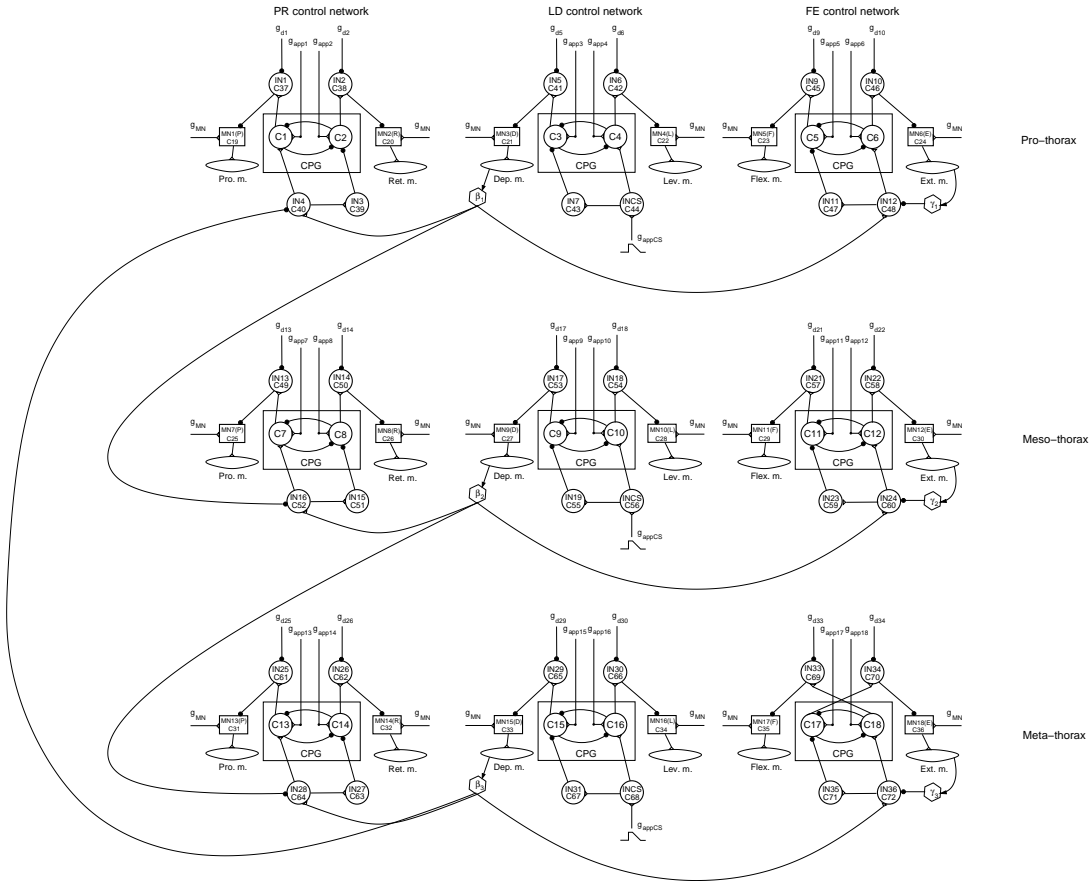 PR control network LD control network FE control network
g_d1 g_d2 g_d5 g_d6 g_d9 g_d10
g_app1 g_app2 g_app3 g_app4 g_app5 g_app6
IN1 IN2 IN5 IN6 IN9 IN10
C37 C38 C41 C42 C45 C46
g_MN MN1(P) C1 C2 MN2(R) g_MN g_MN MN3(D) C3 C4 MN4(L) g_MN g_MN MN5(F) C5 C6 MN6(E) g_MN
C19 C20 C21 C22 C23 C24
Pro-thorax
CPG CPG CPG
Pro. m. Ret. m. Dep. m. Lev. m. Flex. m. Ext. m.
IN4 IN3 β1 IN7 INCS IN11 IN12 γ1
C40 C39 C43 C44 C47 C48
g_appCS
g_d13 g_d14 g_d17 g_d18 g_d21 g_d22
g_app7 g_app8 g_app9 g_app10 g_app11 g_app12
IN13 IN14 IN17 IN18 IN21 IN22
C49 C50 C53 C54 C57 C58
g_MN MN7(P) C7 C8 MN8(R) g_MN g_MN MN9(D) C9 C10 MN10(L) g_MN g_MN MN11(F) C11 C12 MN12(E) g_MN
C25 C26 C27 C28 C29 C30
Meso-thorax
CPG CPG CPG
Pro. m. Ret. m. Dep. m. Lev. m. Flex. m. Ext. m.
IN16 IN15 β2 IN19 INCS IN23 IN24 γ2
C52 C51 C55 C56 C59 C60
g_appCS
g_d25 g_d26 g_d29 g_d30 g_d33 g_d34
g_app13 g_app14 g_app15 g_app16 g_app17 g_app18
IN25 IN26 IN29 IN30 IN33 IN34
C61 C62 C65 C66 C69 C70
g_MN MN13(P) C13 C14 MN14(R) g_MN g_MN MN15(D) C15 C16 MN16(L) g_MN g_MN MN17(F) C17 C18 MN18(E) g_MN
C31 C32 C33 C34 C35 C36
Meta-thorax
CPG CPG CPG
Pro. m. Ret. m. Dep. m. Lev. m. Flex. m. Ext. m.
IN28 IN27 β3 IN31 INCS IN35 IN36 γ3
C64 C63 C67 C68 C71 C72
g_appCS